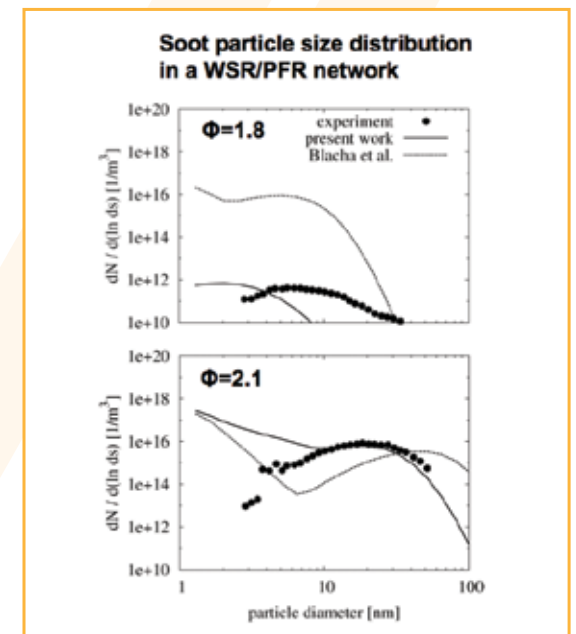 Soot particle size distribution
in a WSR/PFR network
1e+20
1e+18
1e+16
1e+14
1e+12
1e+10
dN / d(ln ds) [1/m³]
Φ=1.8
experiment
present work
Blacha et al.
1e+20
1e+18
1e+16
1e+14
1e+12
1e+10
dN / d(ln ds) [1/m³]
Φ=2.1
1 10 100
particle diameter [nm]